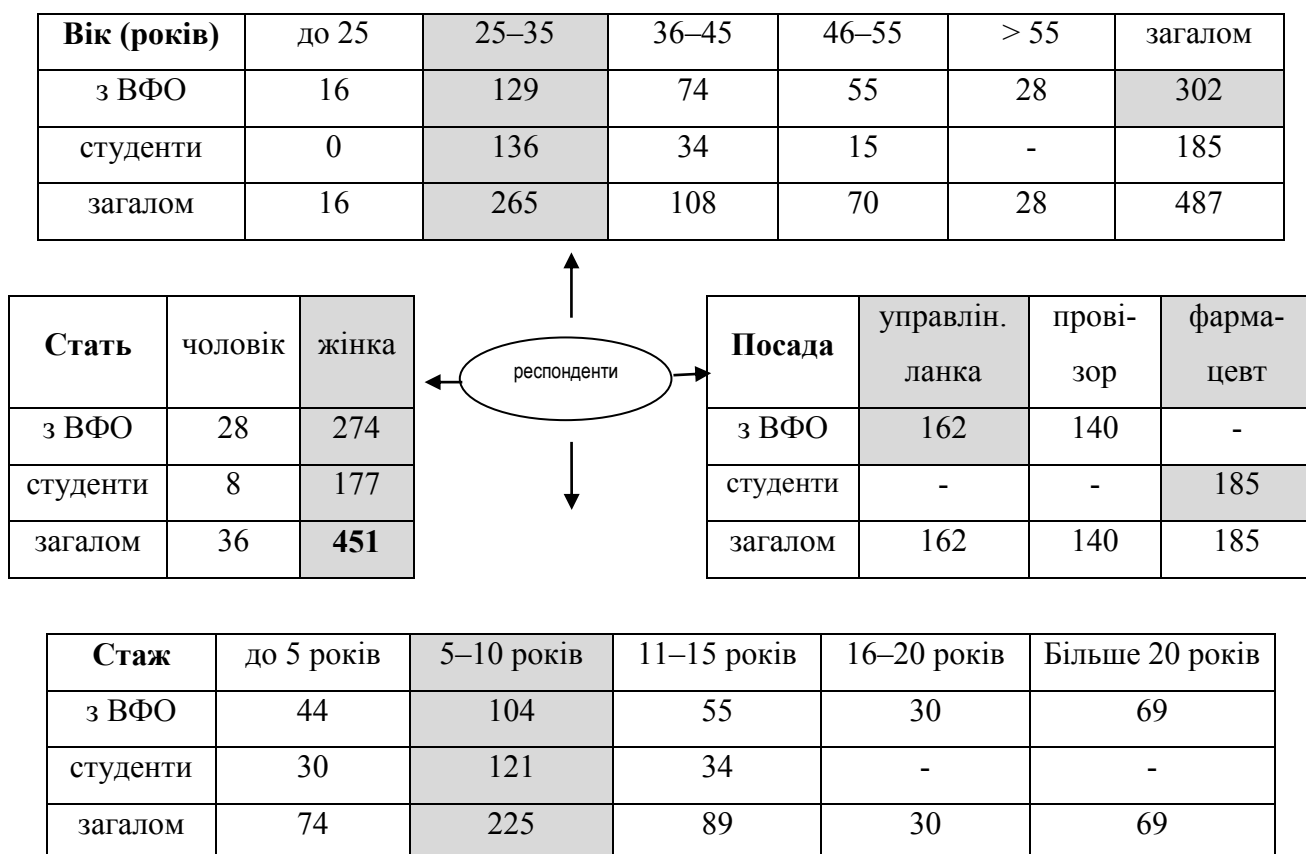 Вік (років) до 25 25–35 36–45 46–55 > 55 загалом
з ВФО 16 129 74 55 28 302
студенти 0 136 34 15 - 185
загалом 16 265 108 70 28 487
Стать чоловік жінка
з ВФО 28 274
студенти 8 177
загалом 36 451
респонденти
Посада управлін. прові- фарма-
ланка зор цевт
з ВФО 162 140 -
студенти - - 185
загалом 162 140 185
Стаж до 5 років 5–10 років 11–15 років 16–20 років Більше 20 років
з ВФО 44 104 55 30 69
студенти 30 121 34 - -
загалом 74 225 89 30 69